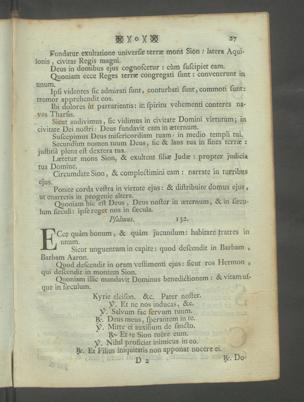 27
Fundatur exultatione universæ terræ mont Sion: latera Aqui-
lonis, civitas Regis magni.
Deus in domibus ejus cognoscetur: cùm suscipiet eam.
Quoniam ecce Reges terræ congregati sunt: convenerunt in
unum.
Ipsi videntes sic admirati sunt, conturbati sunt, commoti sunt:
tremor apprehendit eos.
Ibi dolores ut parturientis: in spiritu vehementi conteres na-
ves Tharsis.
Sicut audivimus, sic vidimus in civitate Domini virtutum; in
civitate Dei nostri: Deus fundavit eam in æternum.
Suscepimus Deus misericordiam tuam: in medio templi tui.
Secundùm nomen tuum Deus, sic & laus tua in fines terræ:
justitiâ plena est dextera tua.
Lætetur mons Sion, & exultent filiæ Judæ: propter judicia
tua Domine.
Circumdate Sion, & complectimini eam: narrate in turribus
ejus.
Ponite corda vestra in virtute ejus: & distribuite domus ejus,
ut enarretis in progenie altera.
Quoniam hic est Deus, Deus noster in æternum, & in sæcu-
lum sæculi: ipse reget nos in sæcula.
Psalmus. 132.
Ecce quàm bonum, & quàm jucundum: habitare fratres in
unum.
Sicut unguentum in capite: quod descendit in Barbam,
Barbam Aaron.
Quod descendit in oram vestimenti ejus: sicut ros Hermon,
qui descendit in montem Sion.
Quoniam illic mandavit Dominus benedictionem: & vitam us-
que in sæculum.
Kyrie eleison. &c. Pater noster.
℣. Et ne nos inducas, &c.
℣. Salvum fac servum tuum.
℟. Deus meus, sperantem in te.
℣. Mitte ei auxilium de sancto.
℟. Et de Sion tuere eum.
℣. Nihil proficiat inimicus in eo.
℟. Et Filius iniquitatis non apponat nocere ei.
D 2 ℟. Do-